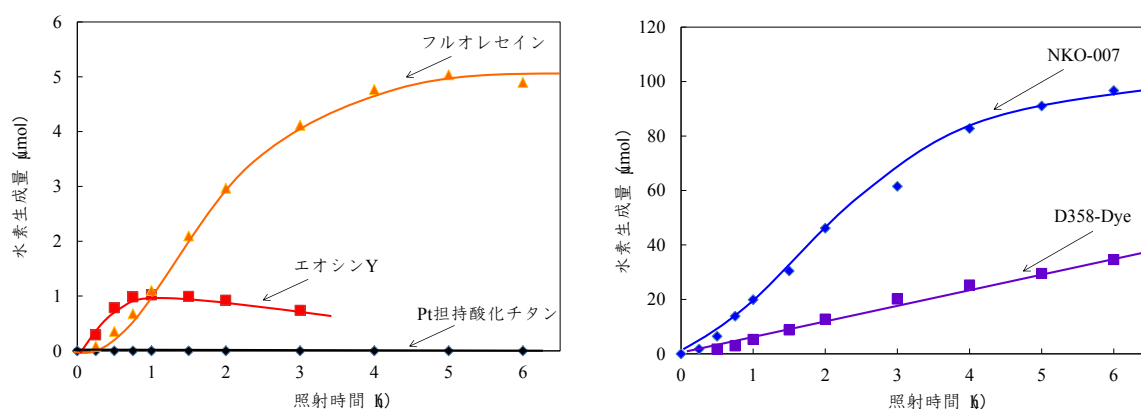 6
5
4
3
2
1
0
水素生成量 (μmol)
0 1 2 3 4 5 6
照射時間 (h)
フルオレセイン
エオシンY
Pt担持酸化チタン
120
100
80
60
40
20
0
水素生成量 (μmol)
0 1 2 3 4 5 6
照射時間 (h)
NKO-007
D358-Dye